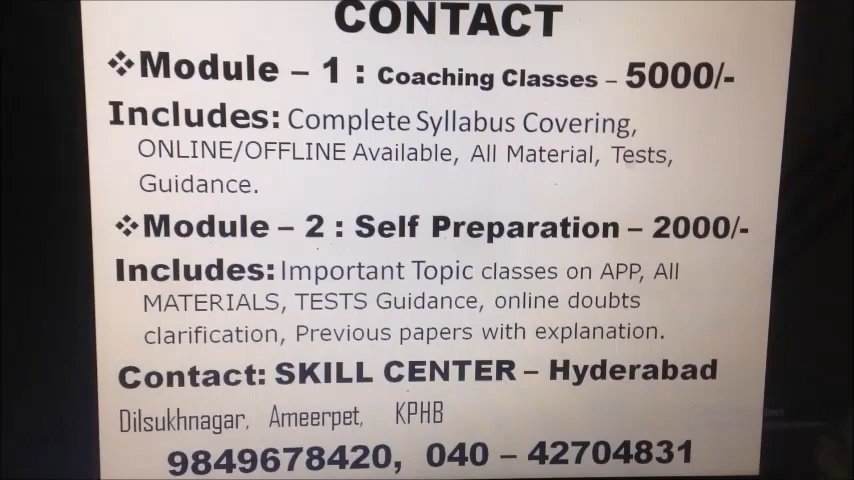 CONTACT
❖Module – 1 : Coaching Classes – 5000/-
Includes: Complete Syllabus Covering,
ONLINE/OFFLINE Available, All Material, Tests,
Guidance.
❖Module – 2 : Self Preparation – 2000/-
Includes: Important Topic classes on APP, All
MATERIALS, TESTS Guidance, online doubts
clarification, Previous papers with explanation.
Contact: SKILL CENTER – Hyderabad
Dilsukhnagar, Ameerpet, KPHB
9849678420, 040 – 42704831